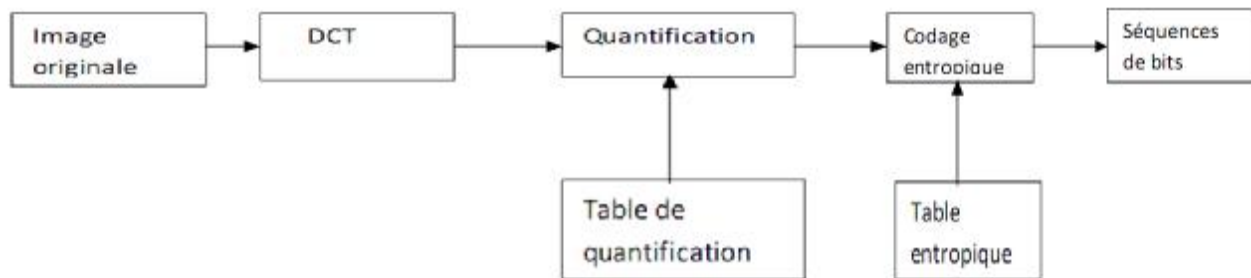 Image
originale
DCT
Quantification
Codage
entropique
Séquences
de bits
Table de
quantification
Table
entropique